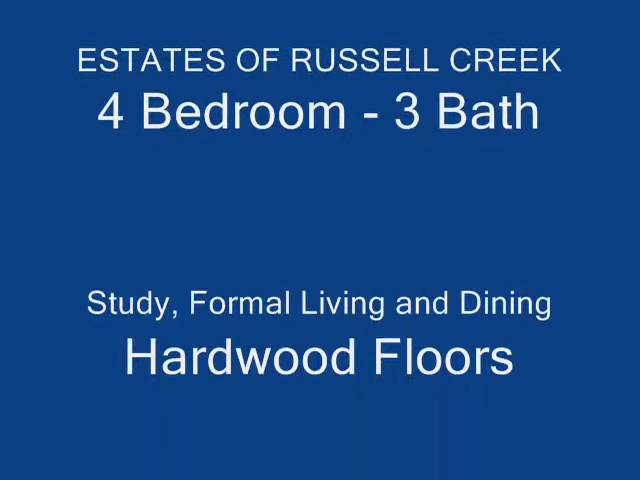 ESTATES OF RUSSELL CREEK
4 Bedroom - 3 Bath
Study, Formal Living and Dining
Hardwood Floors